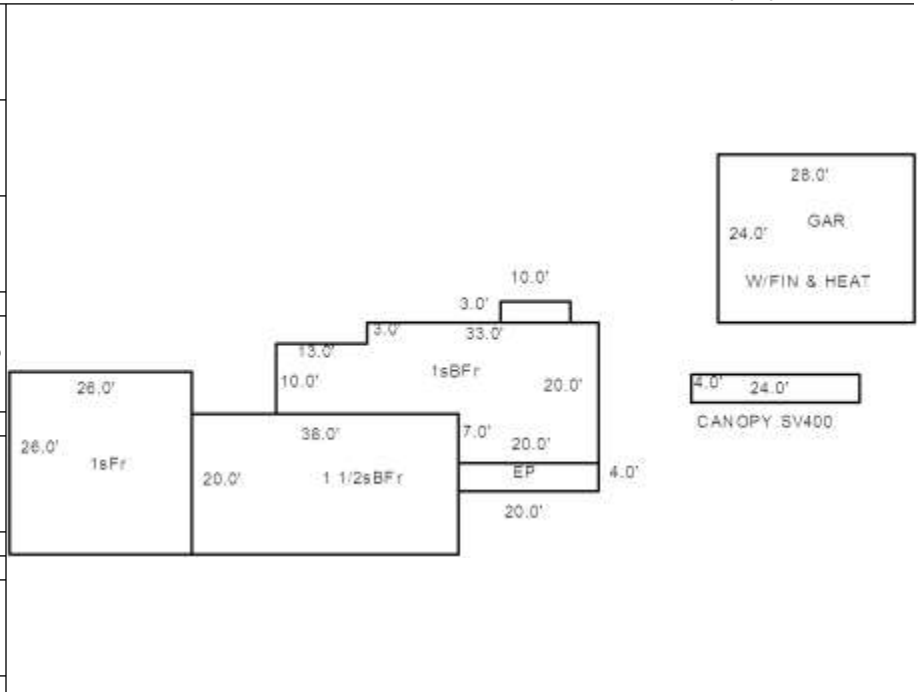 28.0'
GAR
24.0'
W/FIN & HEAT
10.0'
3.0'
3.0'
33.0'
13.0'
1sBFr
10.0'
20.0'
26.0'
4.0'
24.0'
CANOPY SV400
38.0'
7.0'
20.0'
26.0'
1sFr
20.0'
1 1/2sBFr
EP
4.0'
20.0'